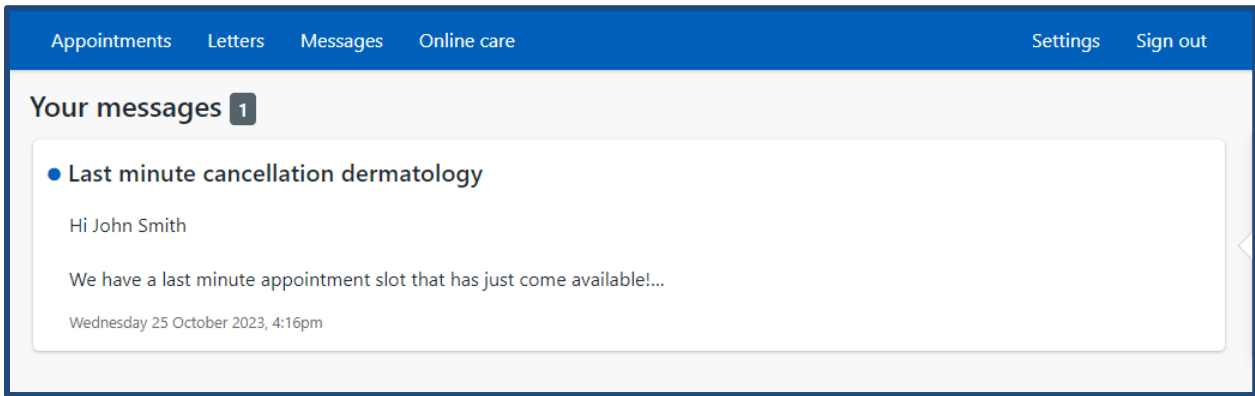 Appointments Letters Messages Online care Settings Sign out
Your messages 1
Last minute cancellation dermatology
Hi John Smith
We have a last minute appointment slot that has just come available!...
Wednesday 25 October 2023, 4:16pm